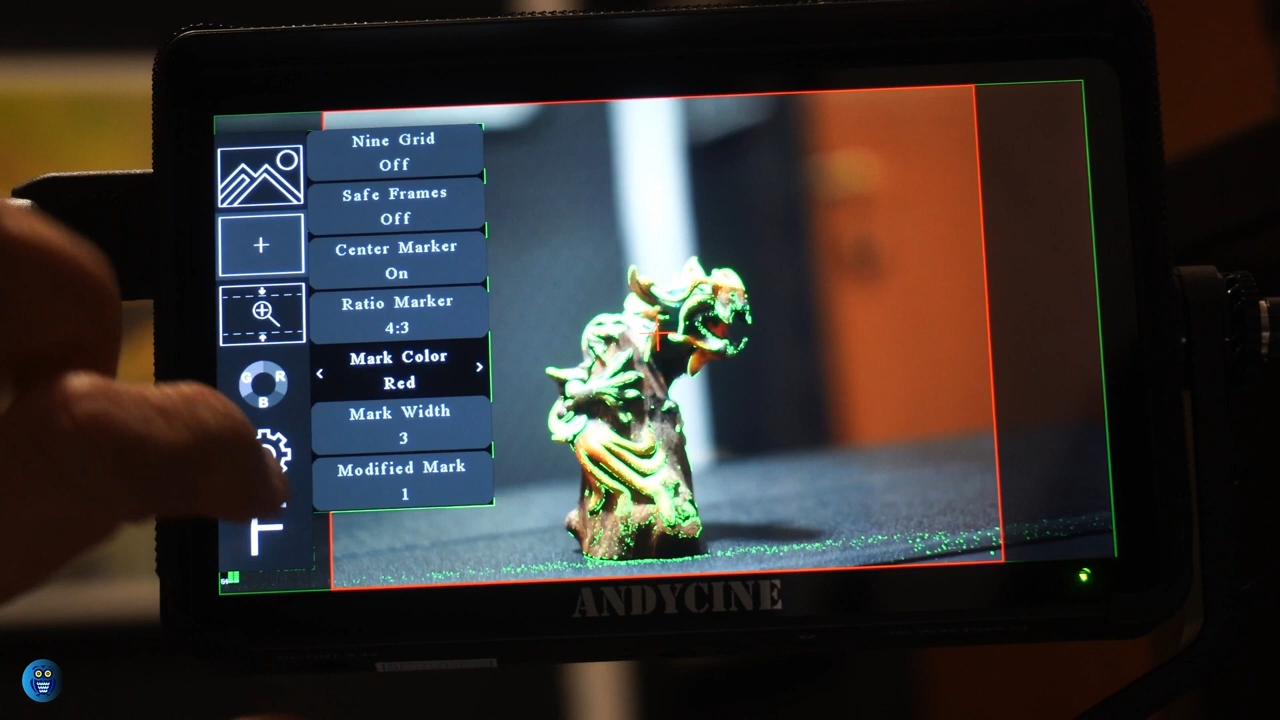 Nine Grid
Off
Safe Frames
Off
Center Marker
On
Ratio Marker
4:3
Mark Color
< Red >
Mark Width
3
Modified Mark
1
G R
B
F
ANDYCINE